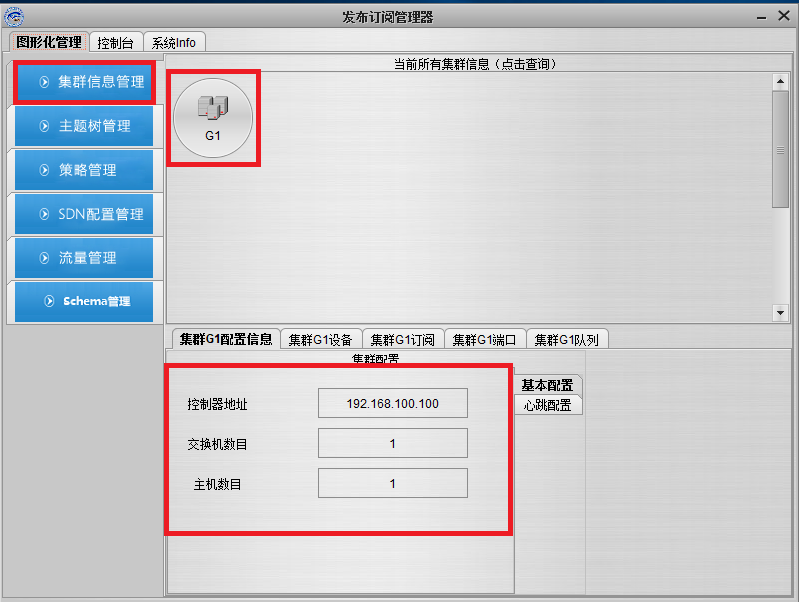 发布订阅管理器
图形化管理 控制台 系统Info
集群信息管理
主题树管理
策略管理
SDN配置管理
流量管理
Schema管理
当前所有集群信息（点击查询）
G1
集群G1配置信息 集群G1设备 集群G1订阅 集群G1端口 集群G1队列
集群配置
控制器地址 192.168.100.100
交换机数目 1
主机数目 1
基本配置
心跳配置